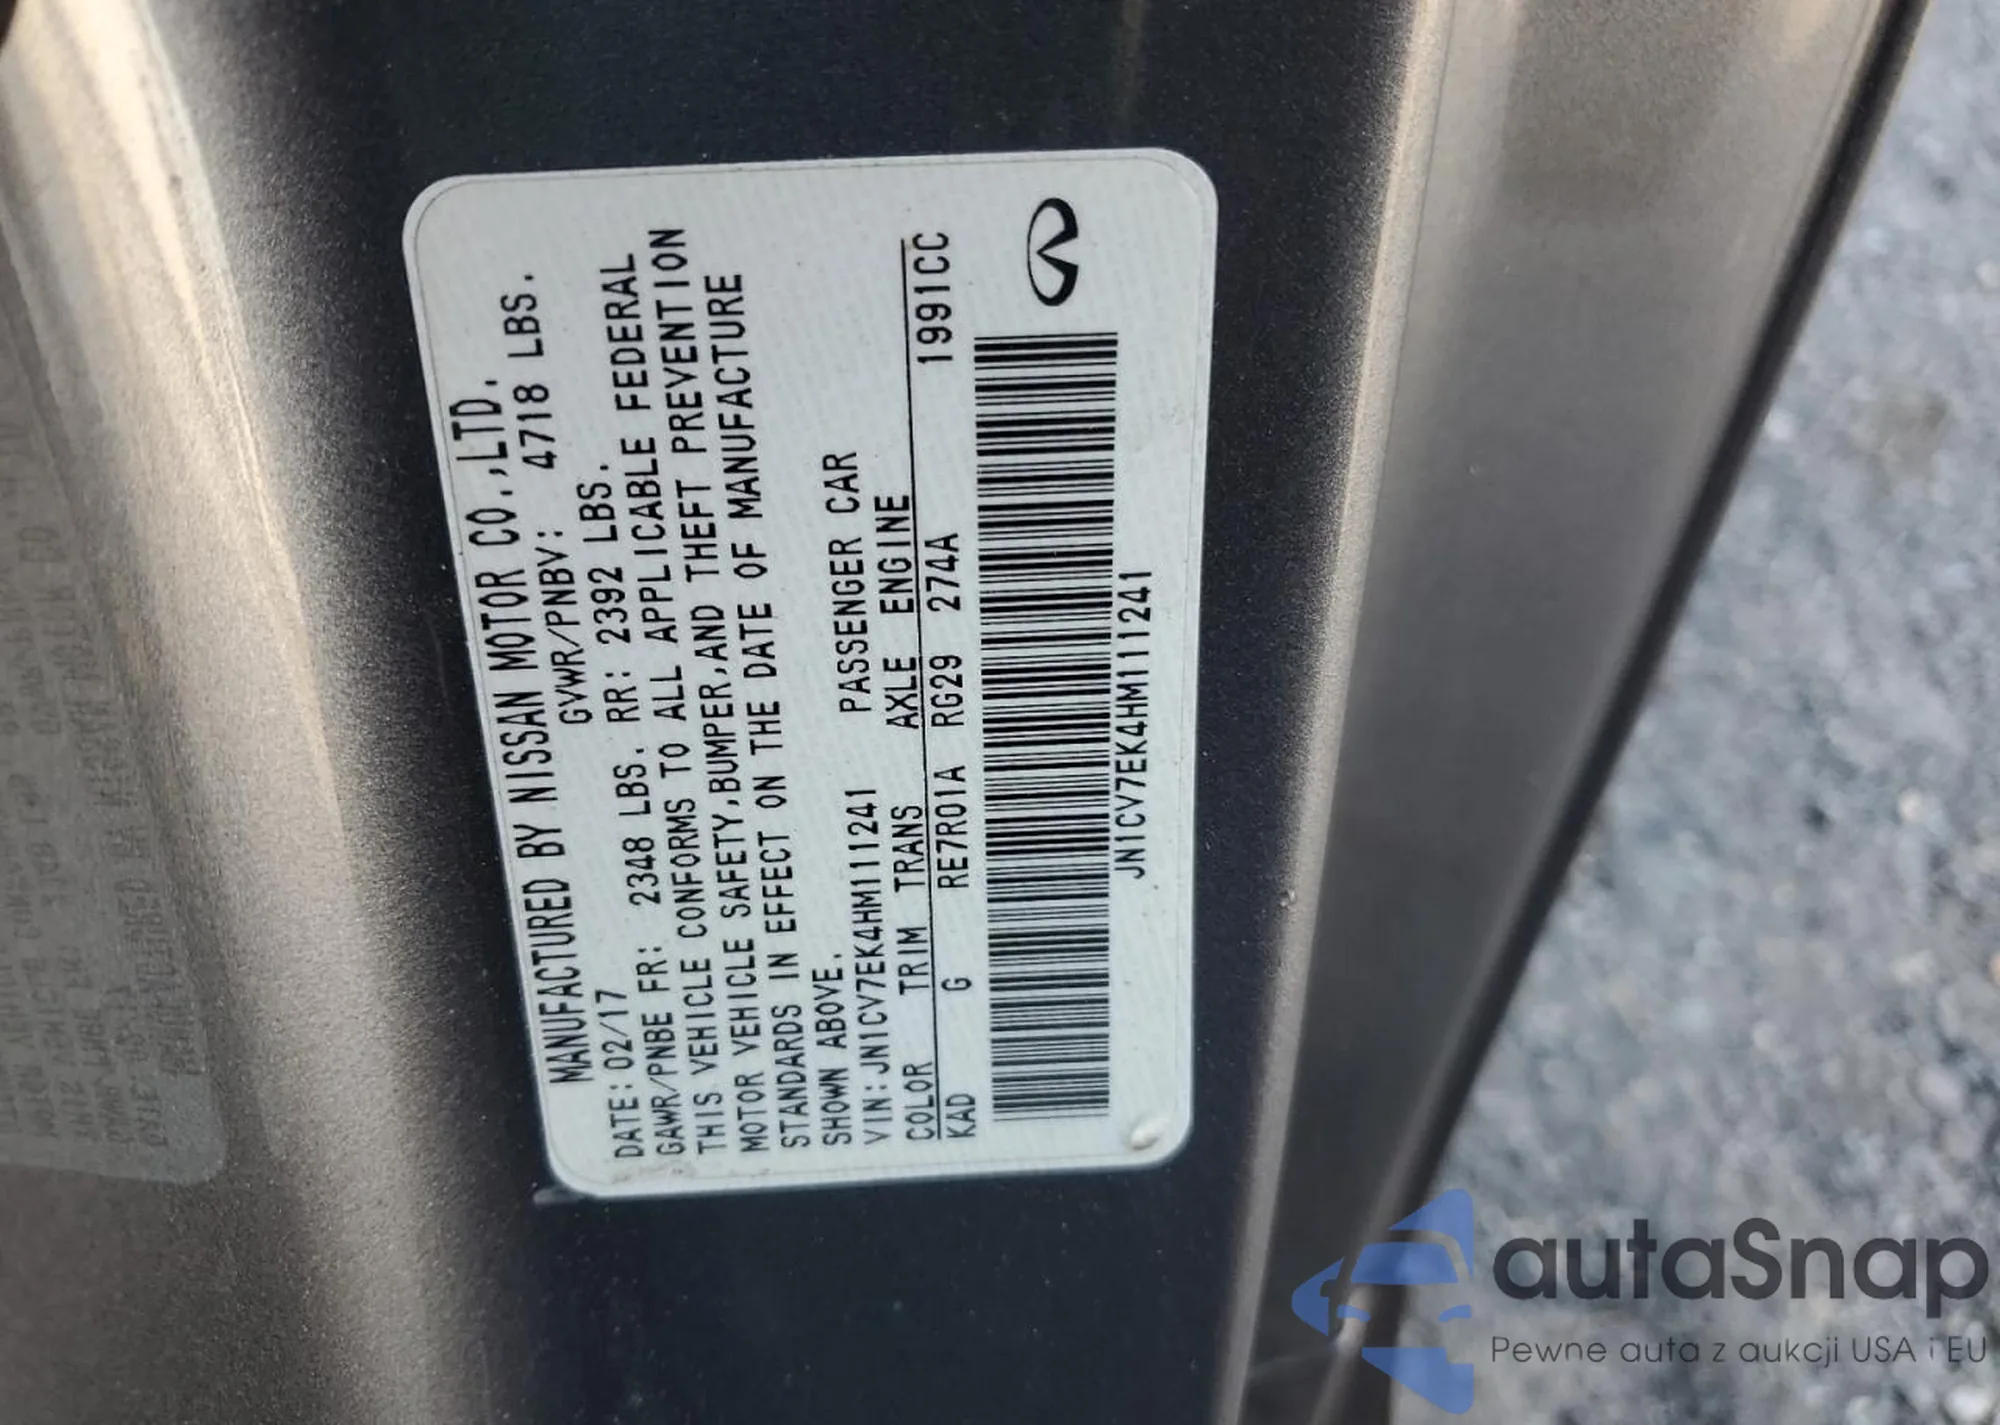 MANUFACTURED BY NISSAN MOTOR CO.,LTD.
DATE:02/17 GVWR/PNBV: 4718 LBS.
GAWR/PNBE FR: 2348 LBS. RR: 2392 LBS.
THIS VEHICLE CONFORMS TO ALL APPLICABLE FEDERAL
MOTOR VEHICLE SAFETY,BUMPER,AND THEFT PREVENTION
STANDARDS IN EFFECT ON THE DATE OF MANUFACTURE
SHOWN ABOVE.
VIN:JN1CV7EK4HM111241 PASSENGER CAR
COLOR TRIM TRANS AXLE ENGINE
KAD G RE7R01A RG29 274A 1991CC
JN1CV7EK4HM111241
autaSnap
Pewne auta z aukcji USA i EU